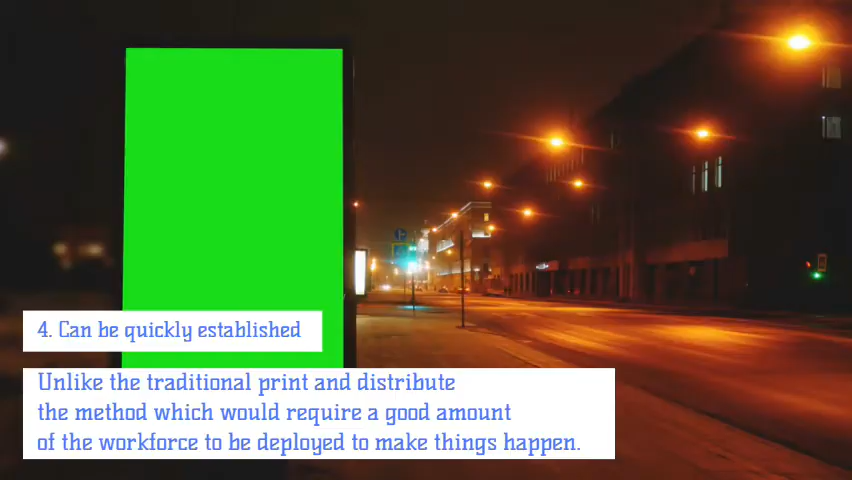 4. Can be quickly established
Unlike the traditional print and distribute
the method which would require a good amount
of the workforce to be deployed to make things happen.